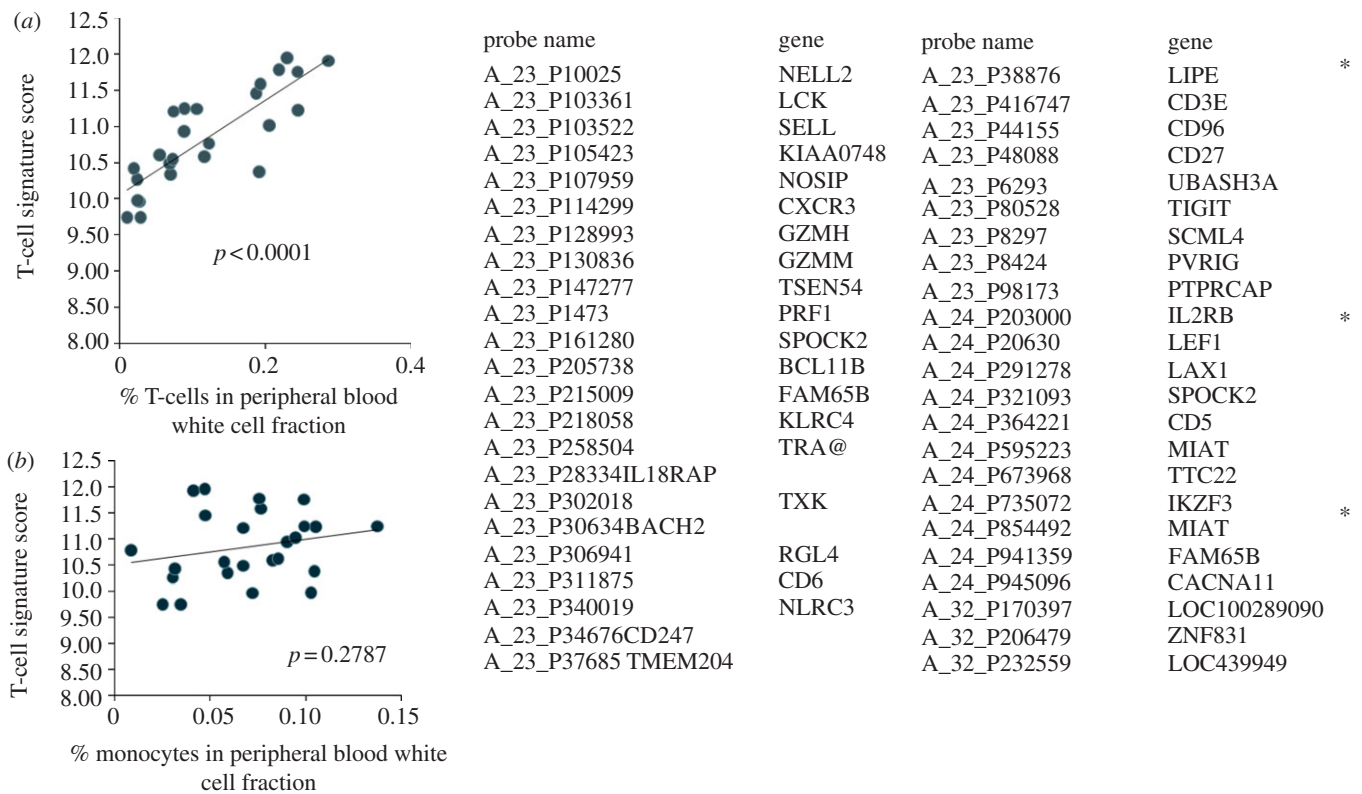 (a)
T-cell signature score
12.5
12.0
11.5
11.0
10.5
10.0
9.50
9.00
8.50
8.00
p < 0.0001
0 0.2 0.4
% T-cells in peripheral blood
white cell fraction
(b)
T-cell signature score
12.5
12.0
11.5
11.0
10.5
10.0
9.50
9.00
8.50
8.00
p = 0.2787
0 0.05 0.10 0.15
% monocytes in peripheral blood white
cell fraction
probe name gene probe name gene
A_23_P10025 NELL2 A_23_P38876 LIPE *
A_23_P103361 LCK A_23_P416747 CD3E
A_23_P103522 SELL A_23_P44155 CD96
A_23_P105423 KIAA0748 A_23_P48088 CD27
A_23_P107959 NOSIP A_23_P6293 UBASH3A
A_23_P114299 CXCR3 A_23_P80528 TIGIT
A_23_P128993 GZMH A_23_P8297 SCML4
A_23_P130836 GZMM A_23_P8424 PVRIG
A_23_P147277 TSEN54 A_23_P98173 PTPRCAP
A_23_P1473 PRF1 A_24_P203000 IL2RB *
A_23_P161280 SPOCK2 A_24_P20630 LEF1
A_23_P205738 BCL11B A_24_P291278 LAX1
A_23_P215009 FAM65B A_24_P321093 SPOCK2
A_23_P218058 KLRC4 A_24_P364221 CD5
A_23_P258504 TRA@ A_24_P595223 MIAT
A_23_P28334IL18RAP A_24_P673968 TTC22
A_23_P302018 TXK A_24_P735072 IKZF3 *
A_23_P30634BACH2 A_24_P854492 MIAT
A_23_P306941 RGL4 A_24_P941359 FAM65B
A_23_P311875 CD6 A_24_P945096 CACNA11
A_23_P340019 NLRC3 A_32_P170397 LOC100289090
A_23_P34676CD247 A_32_P206479 ZNF831
A_23_P37685 TMEM204 A_32_P232559 LOC439949